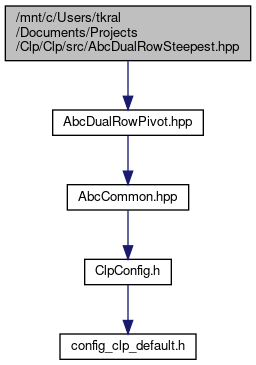 /mnt/c/Users/tkral
/Documents/Projects
/Clp/Clp/src/AbcDualRowSteepest.hpp
AbcDualRowPivot.hpp
AbcCommon.hpp
ClpConfig.h
config_clp_default.h